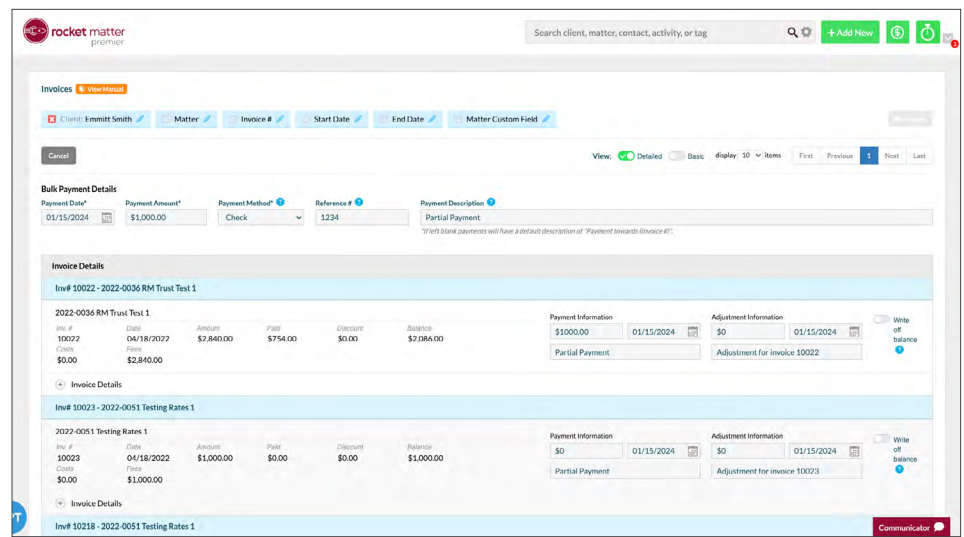 rocket matter
premier
Search client, matter, contact, activity, or tag
+Add New
3
Invoices View Manual
Client: Emmitt Smith Matter Invoice # Start Date End Date Matter Custom Field
Cancel View: Detailed Basic display 10 items First Previous 1 Next Last
Bulk Payment Details
Payment Date* Payment Amount* Payment Method* Reference # Payment Description
01/15/2024 $1,000.00 Check 1234 Partial Payment
*If left blank payments will have a default description of "Payment towards (Invoice #)".
Invoice Details
Inv# 10022 - 2022-0036 RM Trust Test 1
2022-0036 RM Trust Test 1 Payment Information Adjustment Information
Inv. # Date Amount Paid Discount Balance
10022 04/18/2022 $2,840.00 $754.00 $0.00 $2,086.00 $1000.00 01/15/2024 $0 01/15/2024 Write off balance
Costs Fees
$0.00 $2,840.00 Partial Payment Adjustment for invoice 10022
Invoice Details
Inv# 10023 - 2022-0051 Testing Rates 1
2022-0051 Testing Rates 1 Payment Information Adjustment Information
Inv. # Date Amount Paid Discount Balance
10023 04/18/2022 $1,000.00 $0.00 $0.00 $1,000.00 $0 01/15/2024 $0 01/15/2024 Write off balance
Costs Fees
$0.00 $1,000.00 Partial Payment Adjustment for invoice 10023
Invoice Details
Inv# 10218 - 2022-0051 Testing Rates 1
Communicator